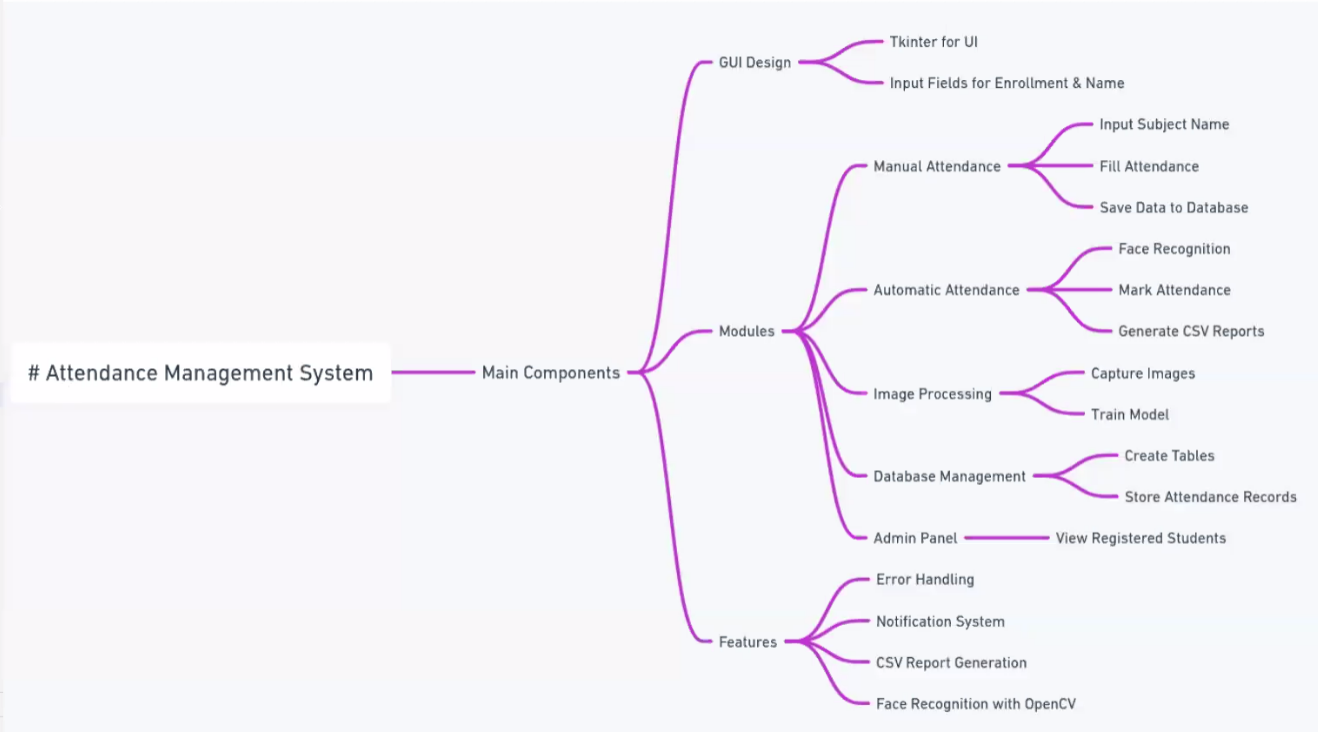 # Attendance Management System
Main Components
GUI Design
Tkinter for UI
Input Fields for Enrollment & Name
Modules
Manual Attendance
Input Subject Name
Fill Attendance
Save Data to Database
Automatic Attendance
Face Recognition
Mark Attendance
Generate CSV Reports
Image Processing
Capture Images
Train Model
Database Management
Create Tables
Store Attendance Records
Admin Panel
View Registered Students
Features
Error Handling
Notification System
CSV Report Generation
Face Recognition with OpenCV